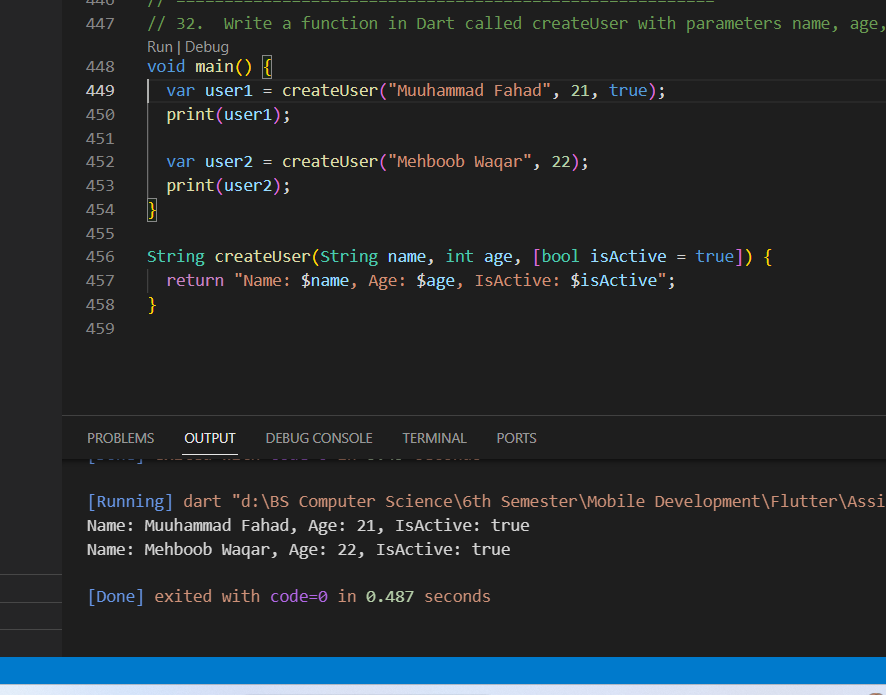 446 // ========================================================
447 // 32.  Write a function in Dart called createUser with parameters name, age,
Run | Debug
448 void main() {
449   var user1 = createUser("Muuhammad Fahad", 21, true);
450   print(user1);
451
452   var user2 = createUser("Mehboob Waqar", 22);
453   print(user2);
454 }
455
456 String createUser(String name, int age, [bool isActive = true]) {
457   return "Name: $name, Age: $age, IsActive: $isActive";
458 }
459
PROBLEMS OUTPUT DEBUG CONSOLE TERMINAL PORTS
[Running] dart "d:\BS Computer Science\6th Semester\Mobile Development\Flutter\Assi
Name: Muuhammad Fahad, Age: 21, IsActive: true
Name: Mehboob Waqar, Age: 22, IsActive: true
[Done] exited with code=0 in 0.487 seconds